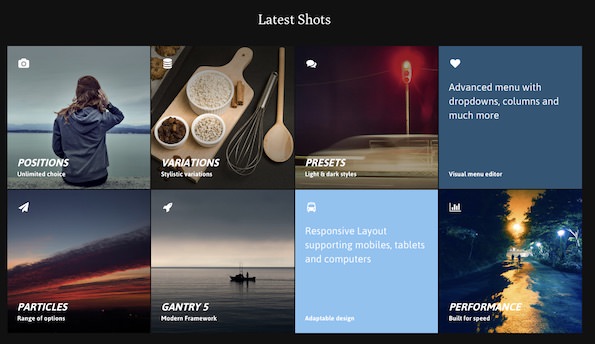 Latest Shots
POSITIONS
Unlimited choice
VARIATIONS
Stylistic variations
PRESETS
Light & dark styles
Advanced menu with
dropdowns, columns and
much more
Visual menu editor
PARTICLES
Range of options
GANTRY 5
Modern Framework
Responsive Layout
supporting mobiles, tablets
and computers
Adaptable design
PERFORMANCE
Built for speed